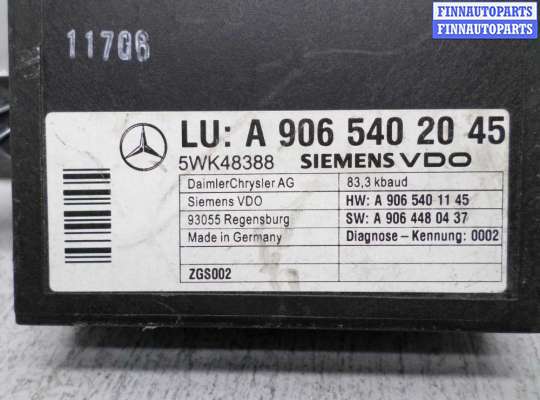 FINNAUTOPARTS
FINNAUTOPARTS
11706
LU: A 906 540 20 45
5WK48388 SIEMENS VDO
DaimlerChrysler AG 83,3 kbaud
Siemens VDO HW: A 906 540 11 45
93055 Regensburg SW: A 906 448 04 37
Made in Germany Diagnose – Kennung: 0002
ZGS002